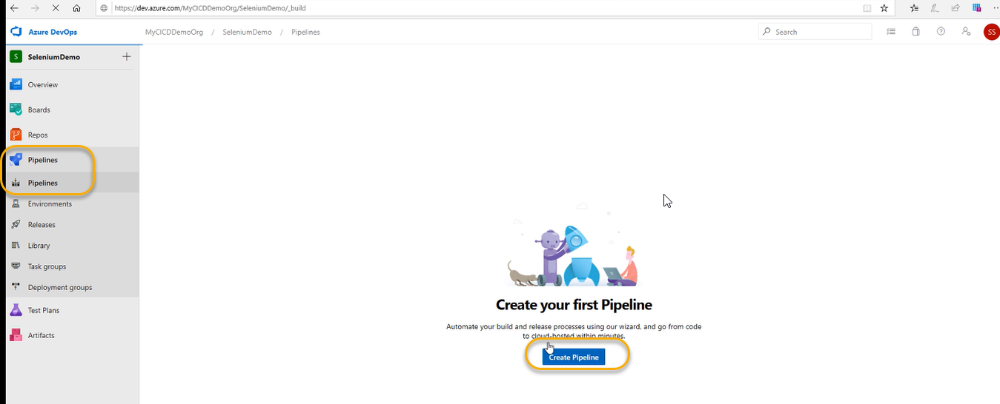 https://dev.azure.com/MyCICDDemoOrg/SeleniumDemo/_build
Azure DevOps
MyCICDDemoOrg / SeleniumDemo / Pipelines
Search
SS
S SeleniumDemo
Overview
Boards
Repos
Pipelines
Pipelines
Environments
Releases
Library
Task groups
Deployment groups
Test Plans
Artifacts
Create your first Pipeline
Automate your build and release processes using our wizard, and go from code
to cloud-hosted within minutes.
Create Pipeline